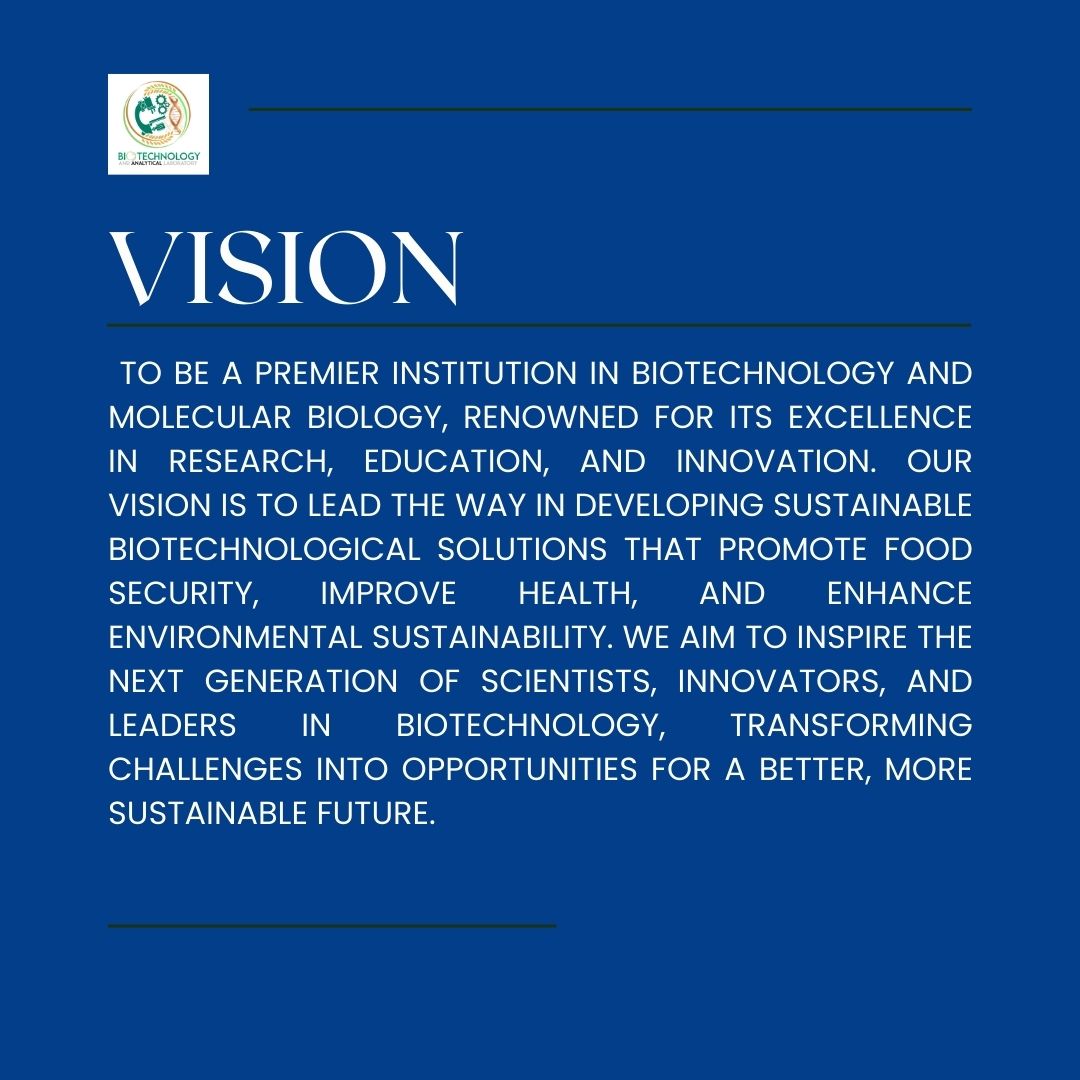 BIOTECHNOLOGY
AND ANALYTICAL LABORATORY
VISION
TO BE A PREMIER INSTITUTION IN BIOTECHNOLOGY AND
MOLECULAR BIOLOGY, RENOWNED FOR ITS EXCELLENCE
IN RESEARCH, EDUCATION, AND INNOVATION. OUR
VISION IS TO LEAD THE WAY IN DEVELOPING SUSTAINABLE
BIOTECHNOLOGICAL SOLUTIONS THAT PROMOTE FOOD
SECURITY, IMPROVE HEALTH, AND ENHANCE
ENVIRONMENTAL SUSTAINABILITY. WE AIM TO INSPIRE THE
NEXT GENERATION OF SCIENTISTS, INNOVATORS, AND
LEADERS IN BIOTECHNOLOGY, TRANSFORMING
CHALLENGES INTO OPPORTUNITIES FOR A BETTER, MORE
SUSTAINABLE FUTURE.